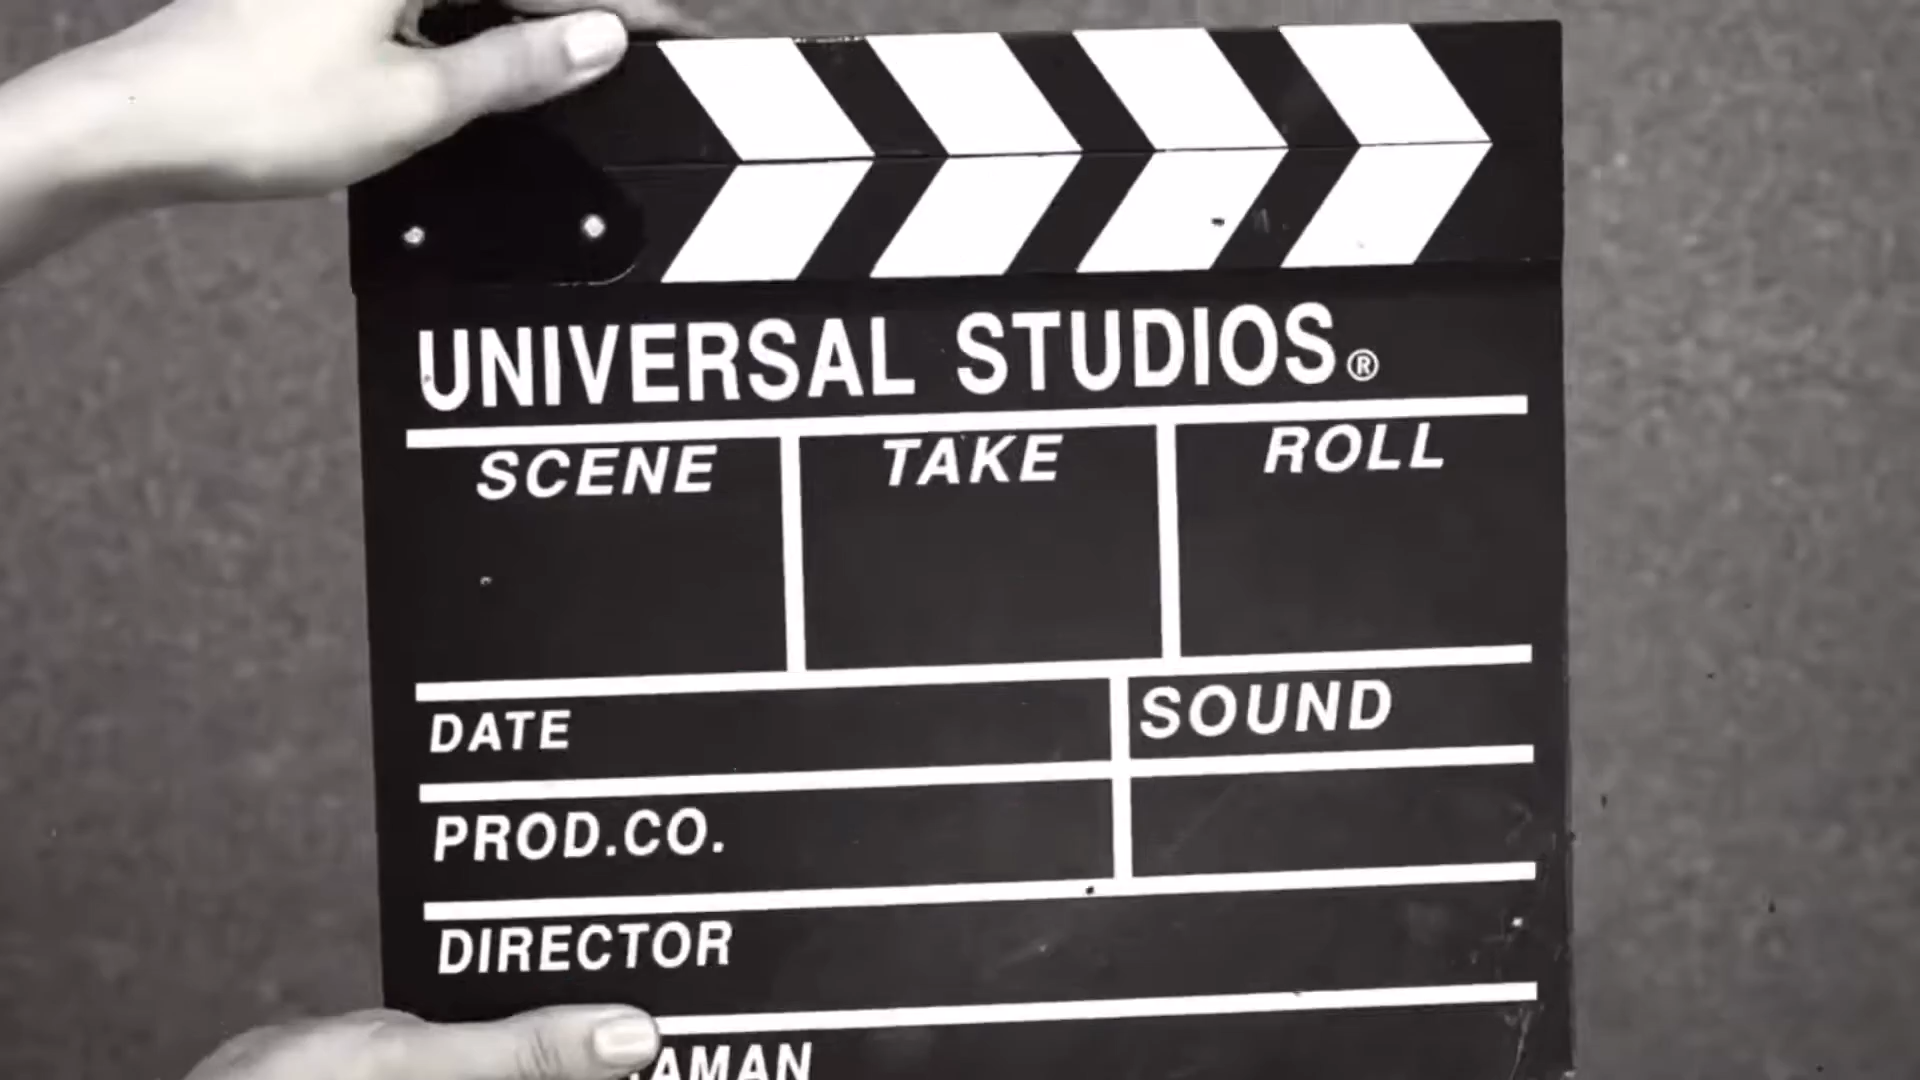 UNIVERSAL STUDIOS®
SCENE TAKE ROLL
DATE SOUND
PROD.CO.
DIRECTOR